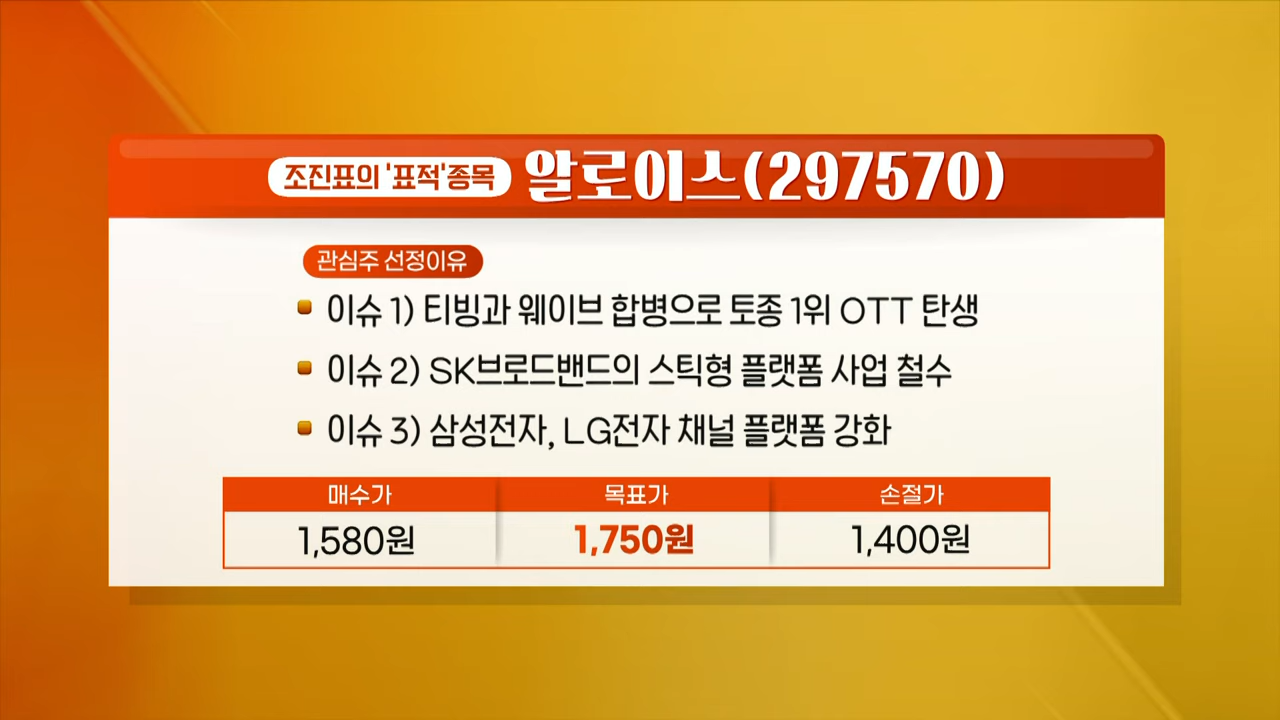 조진표의 '표적'종목 알로이스(297570)
관심주 선정이유
이슈 1) 티빙과 웨이브 합병으로 토종 1위 OTT 탄생
이슈 2) SK브로드밴드의 스틱형 플랫폼 사업 철수
이슈 3) 삼성전자, LG전자 채널 플랫폼 강화
매수가 목표가 손절가
1,580원 1,750원 1,400원